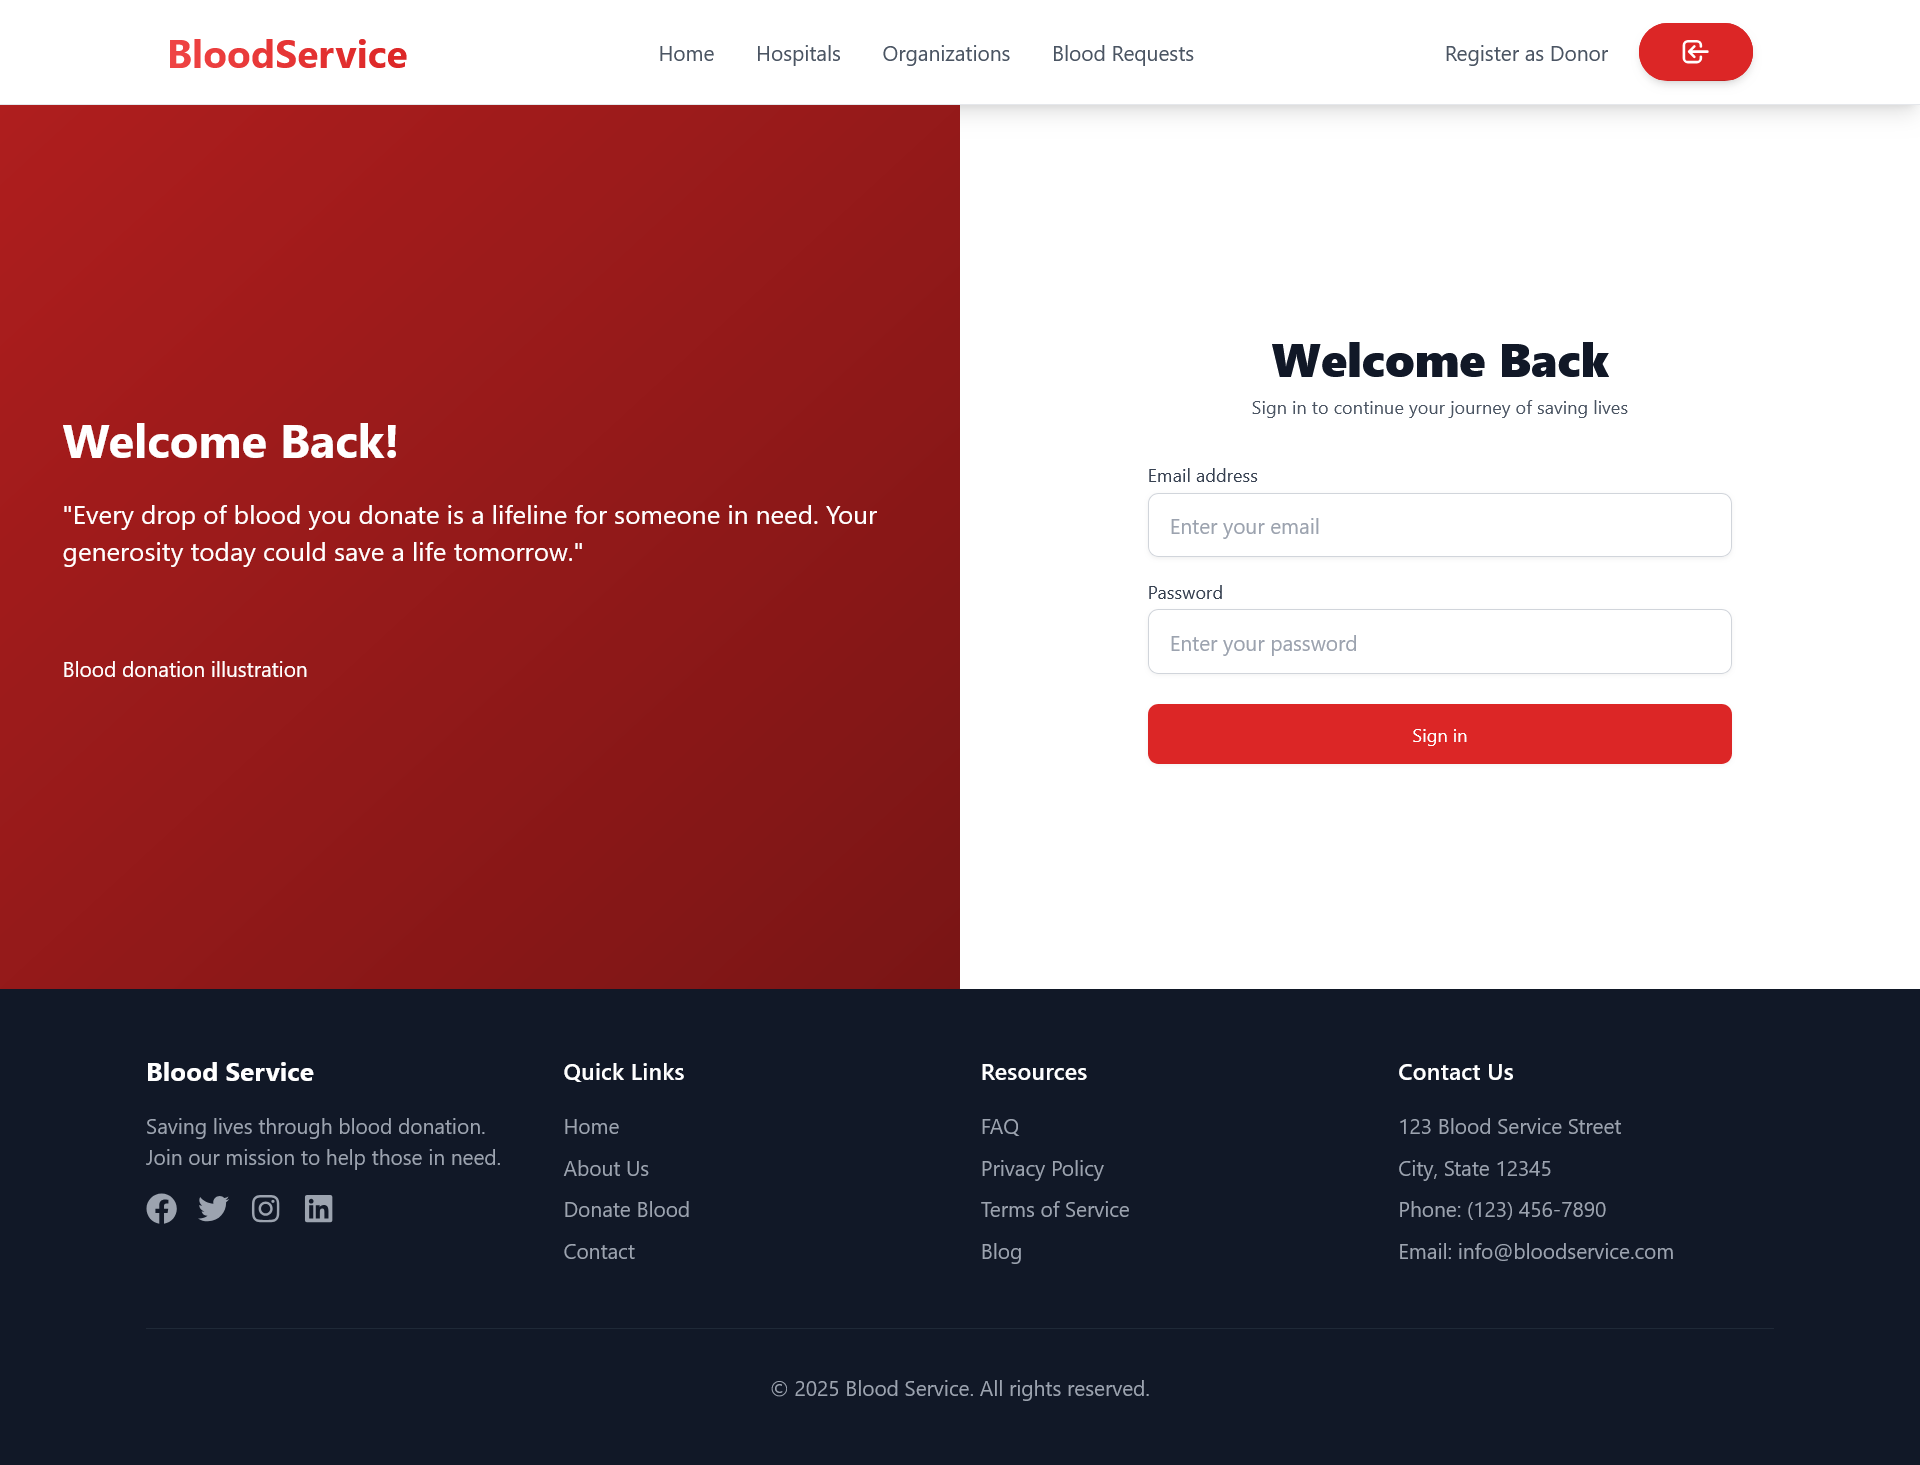 BloodService
Home
Hospitals
Organizations
Blood Requests
Register as Donor
Welcome Back!
"Every drop of blood you donate is a lifeline for someone in need. Your
generosity today could save a life tomorrow."
Blood donation illustration
Welcome Back
Sign in to continue your journey of saving lives
Email address
Enter your email
Password
Enter your password
Sign in
Blood Service
Saving lives through blood donation.
Join our mission to help those in need.
Quick Links
Home
About Us
Donate Blood
Contact
Resources
FAQ
Privacy Policy
Terms of Service
Blog
Contact Us
123 Blood Service Street
City, State 12345
Phone: (123) 456-7890
Email: info@bloodservice.com
© 2025 Blood Service. All rights reserved.